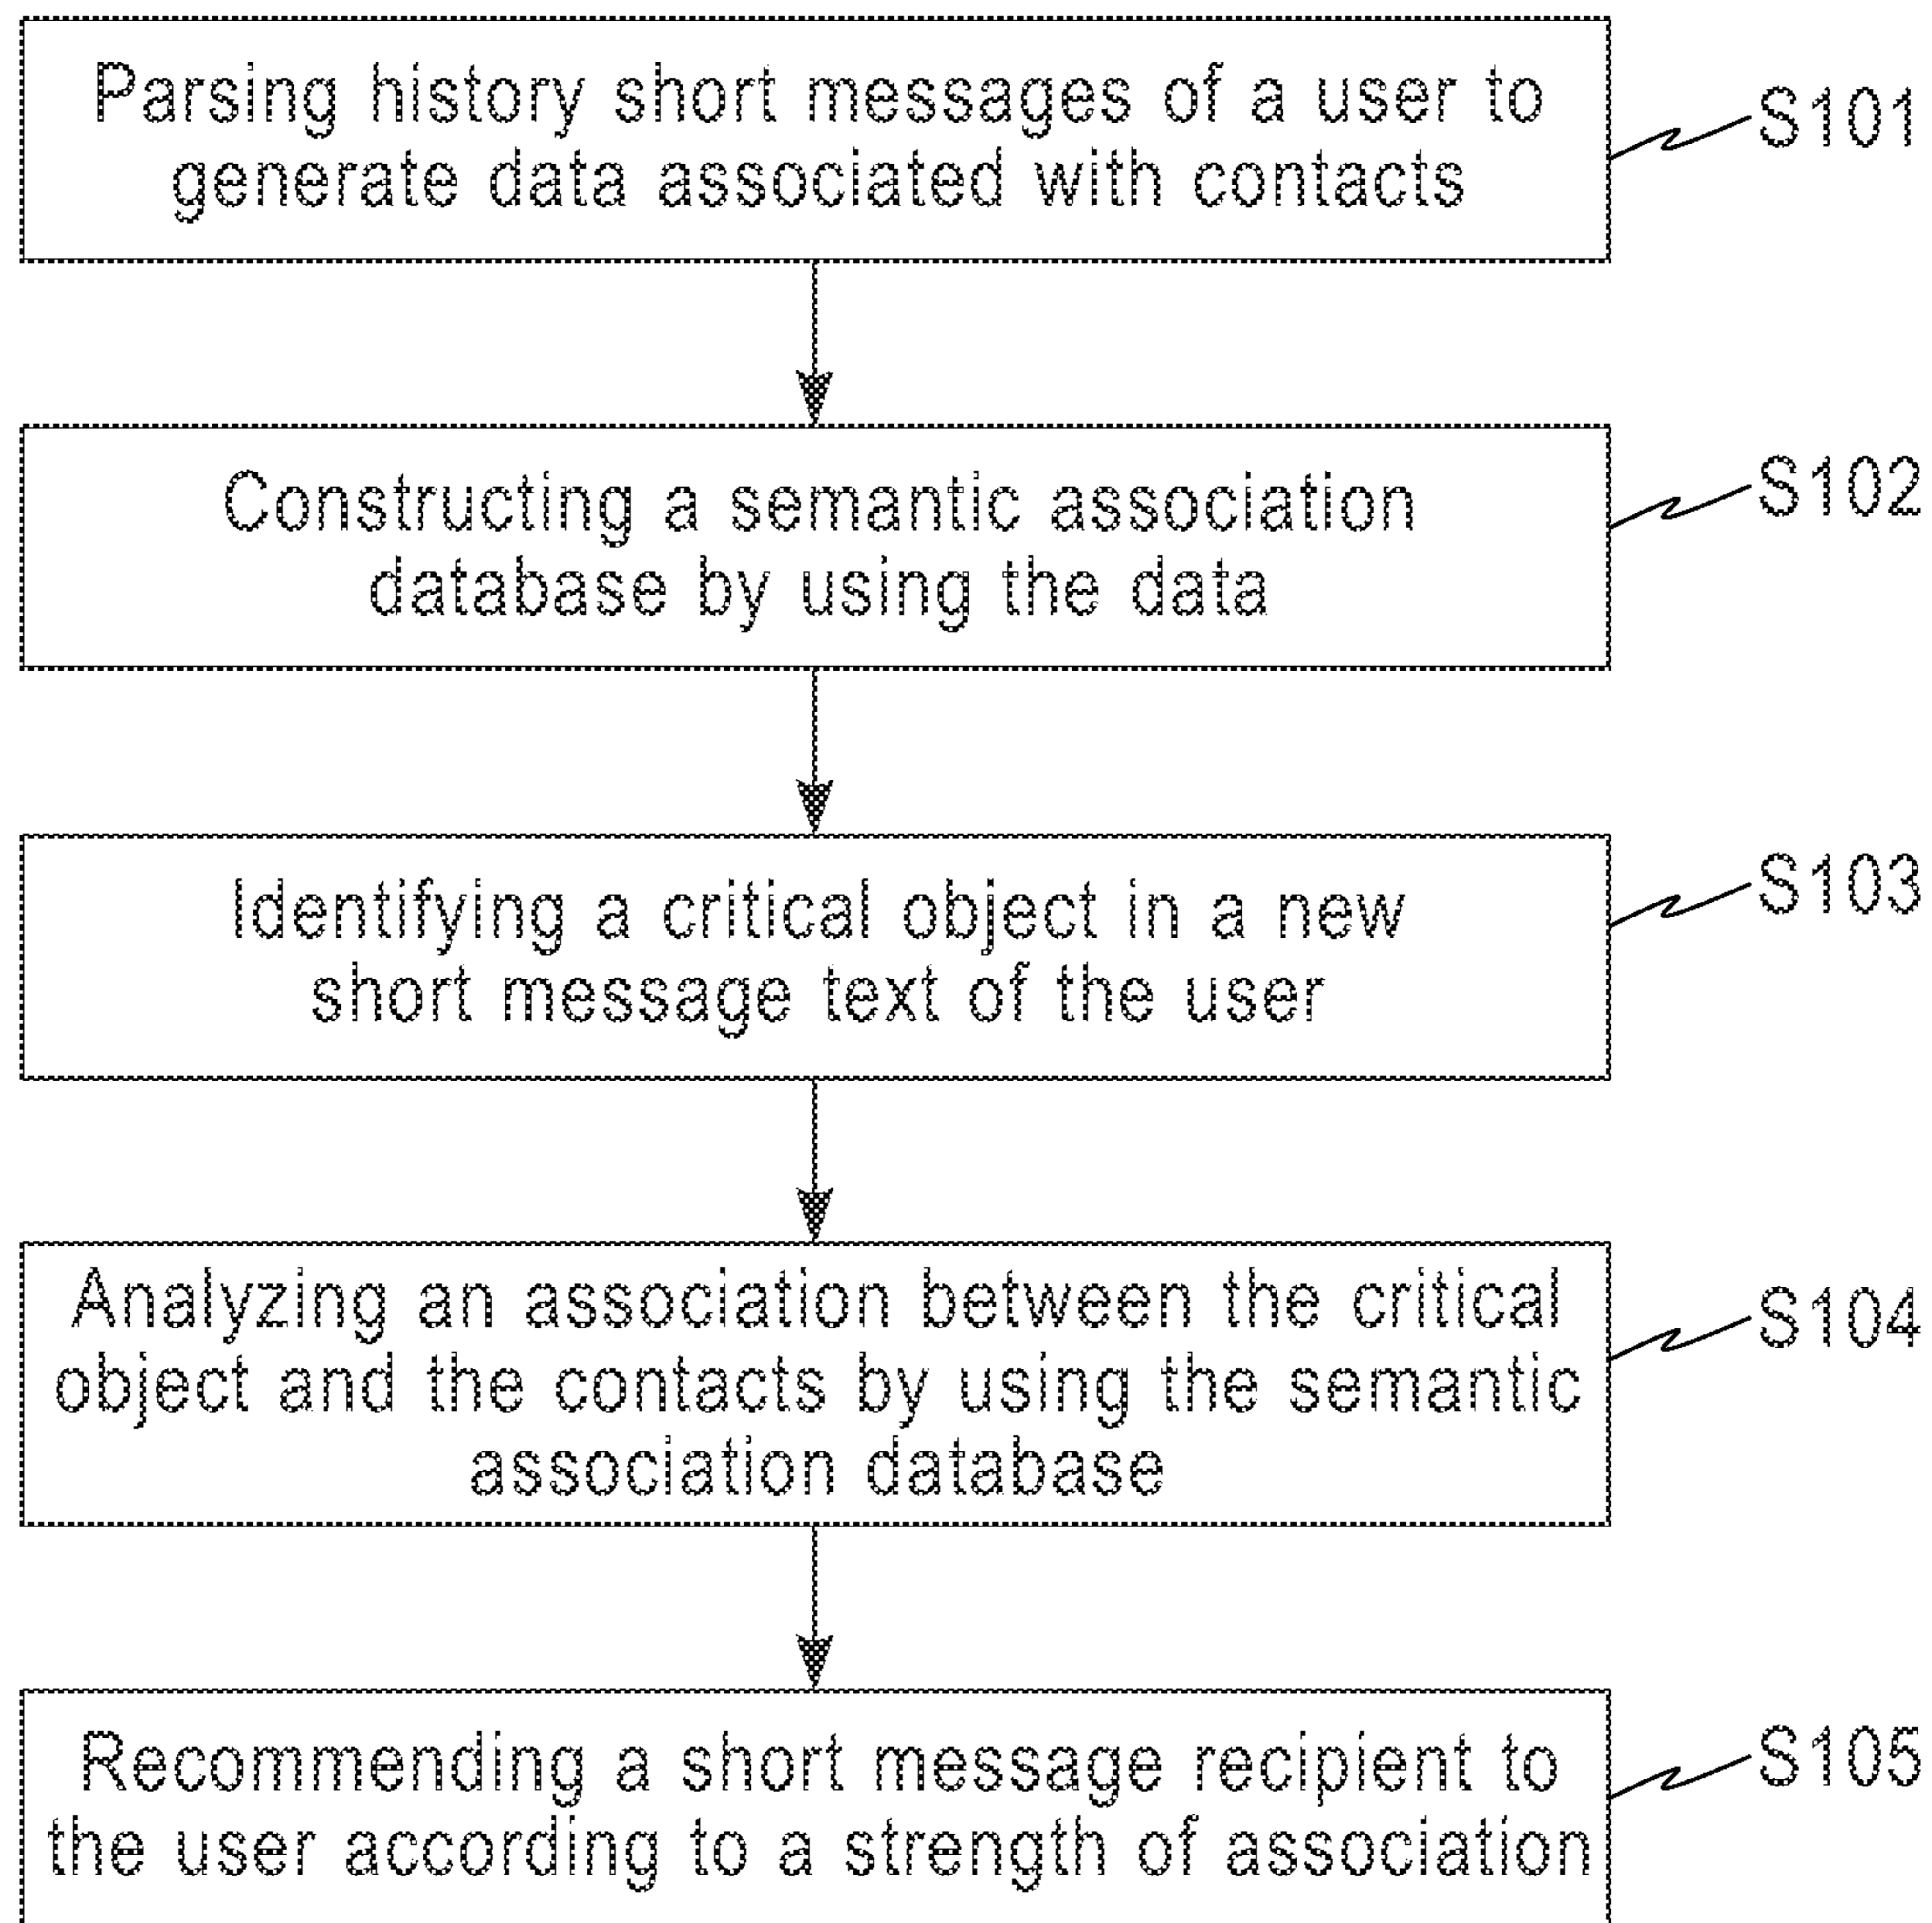 Parsing history short messages of a user to
generate data associated with contacts
S101
Constructing a semantic association
database by using the data
S102
Identifying a critical object in a new
short message text of the user
S103
Analyzing an association between the critical
object and the contacts by using the semantic
association database
S104
Recommending a short message recipient to
the user according to a strength of association
S105